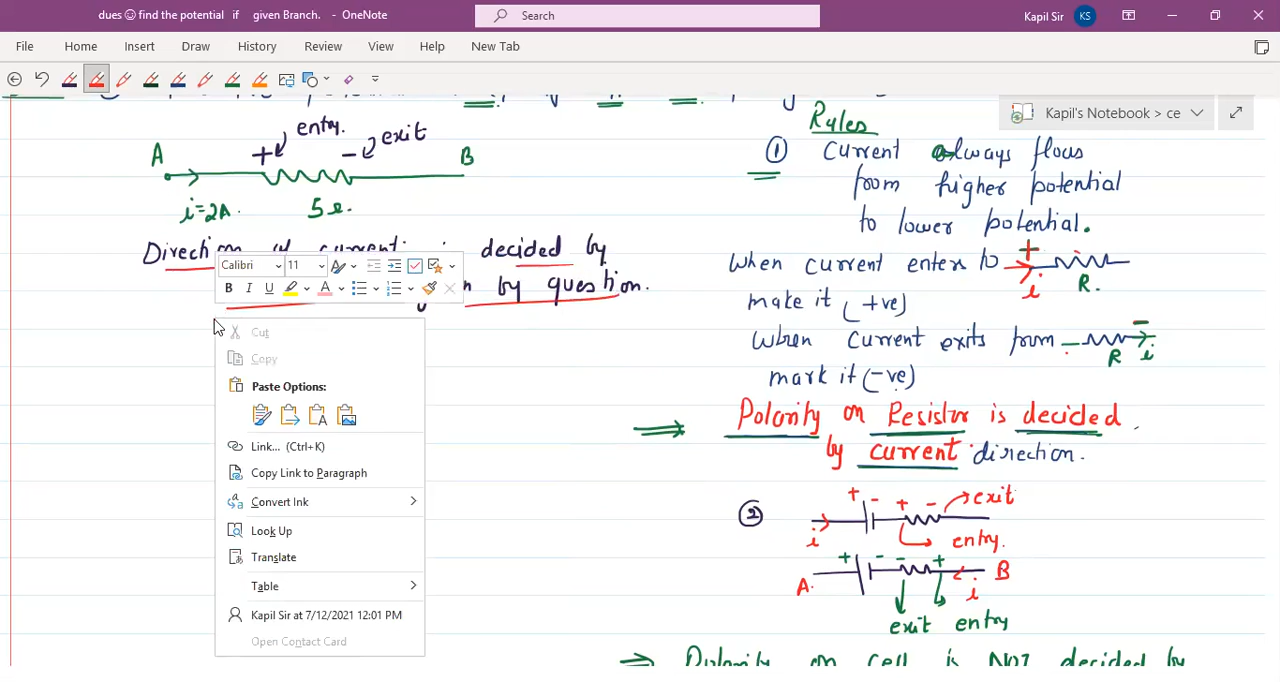 dues find the potential if given Branch. - OneNote
Search
Kapil Sir
KS
File Home Insert Draw History Review View Help New Tab
Kapil's Notebook > ce
entry.
exit
+ -
A B
i=2A. 5Ω.
Direction of current is decided by
by question.
Calibri 11
B I U A
Cut
Copy
Paste Options:
Link... (Ctrl+K)
Copy Link to Paragraph
Convert Ink
Look Up
Translate
Table
Kapil Sir at 7/12/2021 12:01 PM
Open Contact Card
Rules
① Current always flows
from higher potential
to lower potential.
When current enters to
+
i R.
make it (+ve)
When current exits from
-
R i
mark it (-ve)
⇒ Polarity on Resistor is decided
by current direction.
②
+ - + - exit
i entry.
+ - - +
A B
i
exit entry
⇒ Polarity on cell is NOT decided by